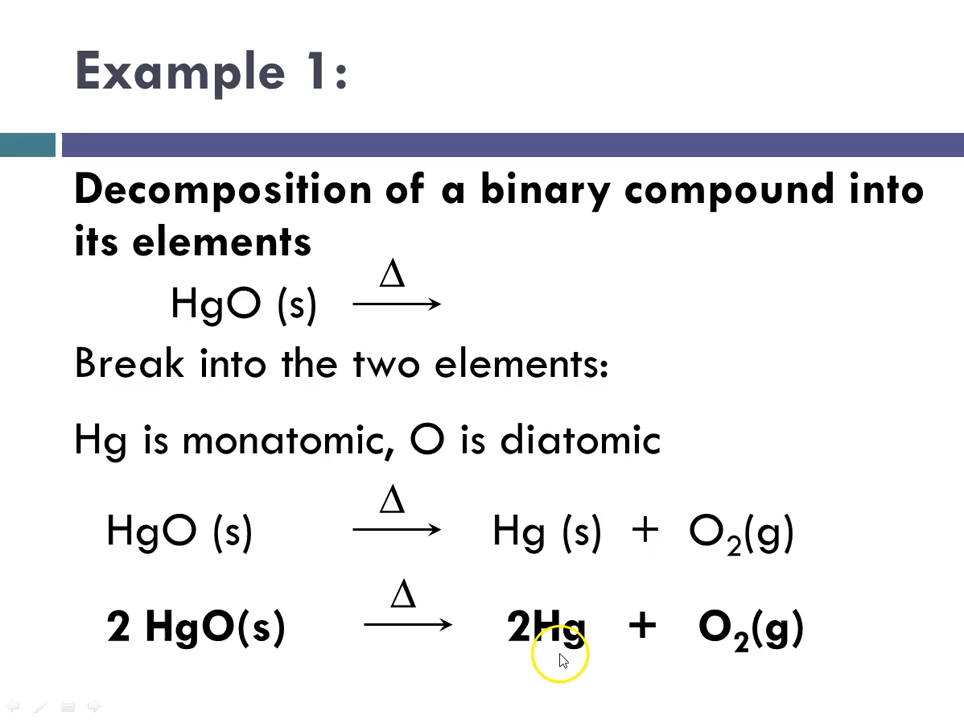 Example 1:
Decomposition of a binary compound into
its elements
Δ
HgO (s) ⟶
Break into the two elements:
Hg is monatomic, O is diatomic
Δ
HgO (s) ⟶ Hg (s) + O₂(g)
Δ
2 HgO(s) ⟶ 2Hg + O₂(g)